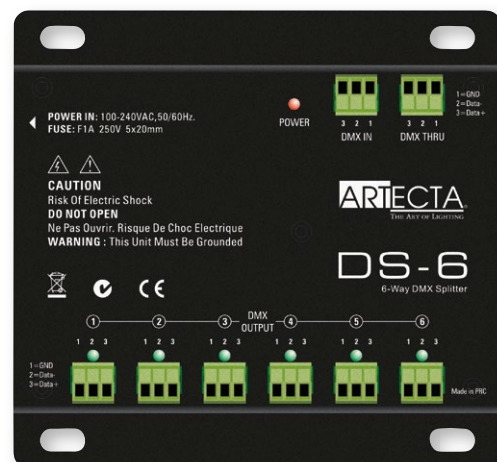 POWER IN: 100-240VAC,50/60Hz.
FUSE: F1A 250V 5x20mm
POWER
3 2 1
DMX IN
3 2 1
DMX THRU
1=GND
2=Data-
3=Data+
CAUTION
Risk Of Electric Shock
DO NOT OPEN
Ne Pas Ouvrir. Risque De Choc Electrique
WARNING : This Unit Must Be Grounded
ARTECTA
THE ART OF LIGHTING
DS-6
6-Way DMX Splitter
CE
DMX
OUTPUT
1 2 3 4 5 6
1 2 3 1 2 3 1 2 3 1 2 3 1 2 3 1 2 3
1=GND
2=Data-
3=Data+
Made in PRC